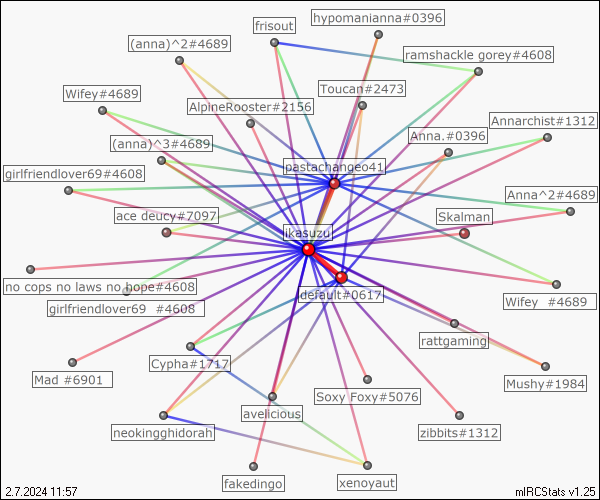 hypomanianna#0396
frisout
(anna)^2#4689
ramshackle gorey#4608
Toucan#2473
Wifey#4689
AlpineRooster#2156
Annarchist#1312
Anna.#0396
(anna)^3#4689
pastachangeo41
girlfriendlover69#4608
Anna^2#4689
ace deucy#7097
Skalman
ikasuzu
no cops no laws no hope#4608
default#0617
Wifey #4689
girlfriendlover69 #4608
rattgaming
Cypha#1717
Mad #6901
Mushy#1984
Soxy Foxy#5076
avelicious
neokingghidorah
zibbits#1312
fakedingo
xenoyaut
2.7.2024 11:57
mIRCStats v1.25